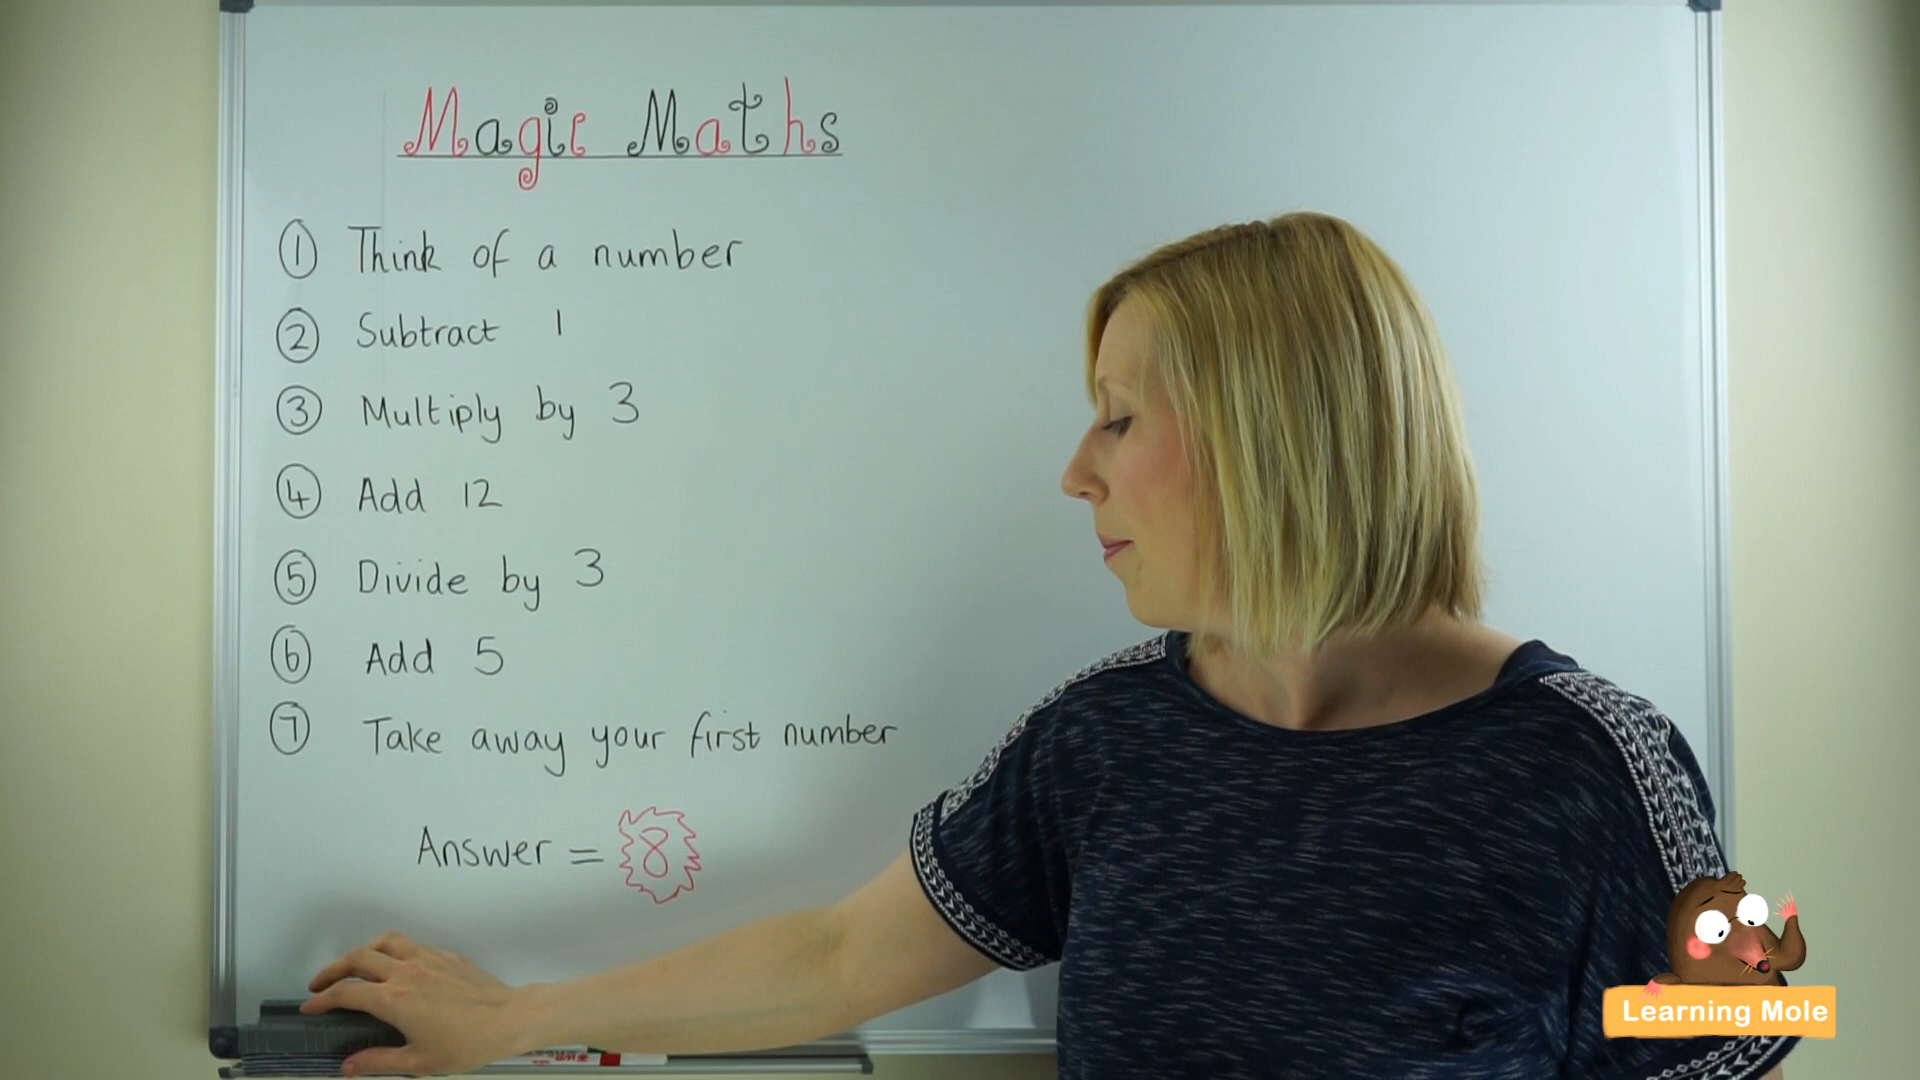 Magic Maths
① Think of a number
② Subtract 1
③ Multiply by 3
④ Add 12
⑤ Divide by 3
⑥ Add 5
⑦ Take away your first number
Answer = 8
Learning Mole